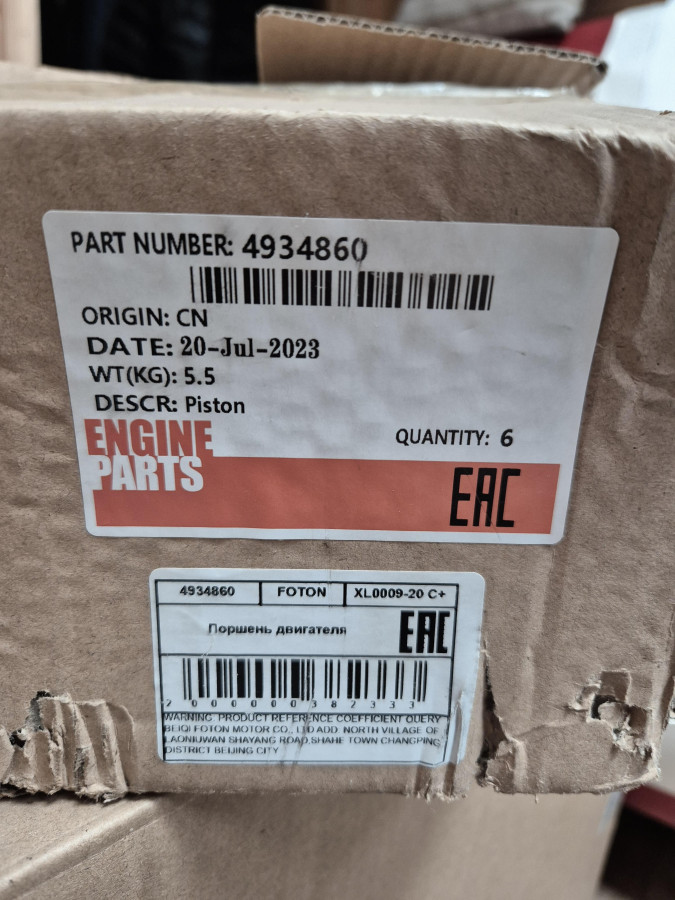 PART NUMBER: 4934860
ORIGIN: CN
DATE: 20-Jul-2023
WT(KG): 5.5
DESCR: Piston
QUANTITY: 6
ENGINE
PARTS
EAC
4934860 FOTON XL0009-20 C+
Поршень двигателя EAC
2000000382333
WARNING: PRODUCT REFERENCE COEFFICIENT QUERY
BEIQI FOTON MOTOR CO., LTD ADD NORTH VILLAGE OF
LAONIUWAN SHAYANG ROAD,SHAHE TOWN CHANGPING
DISTRICT BEIJING CITY